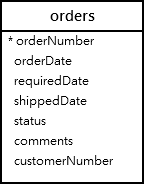 orders
* orderNumber
orderDate
requiredDate
shippedDate
status
comments
customerNumber